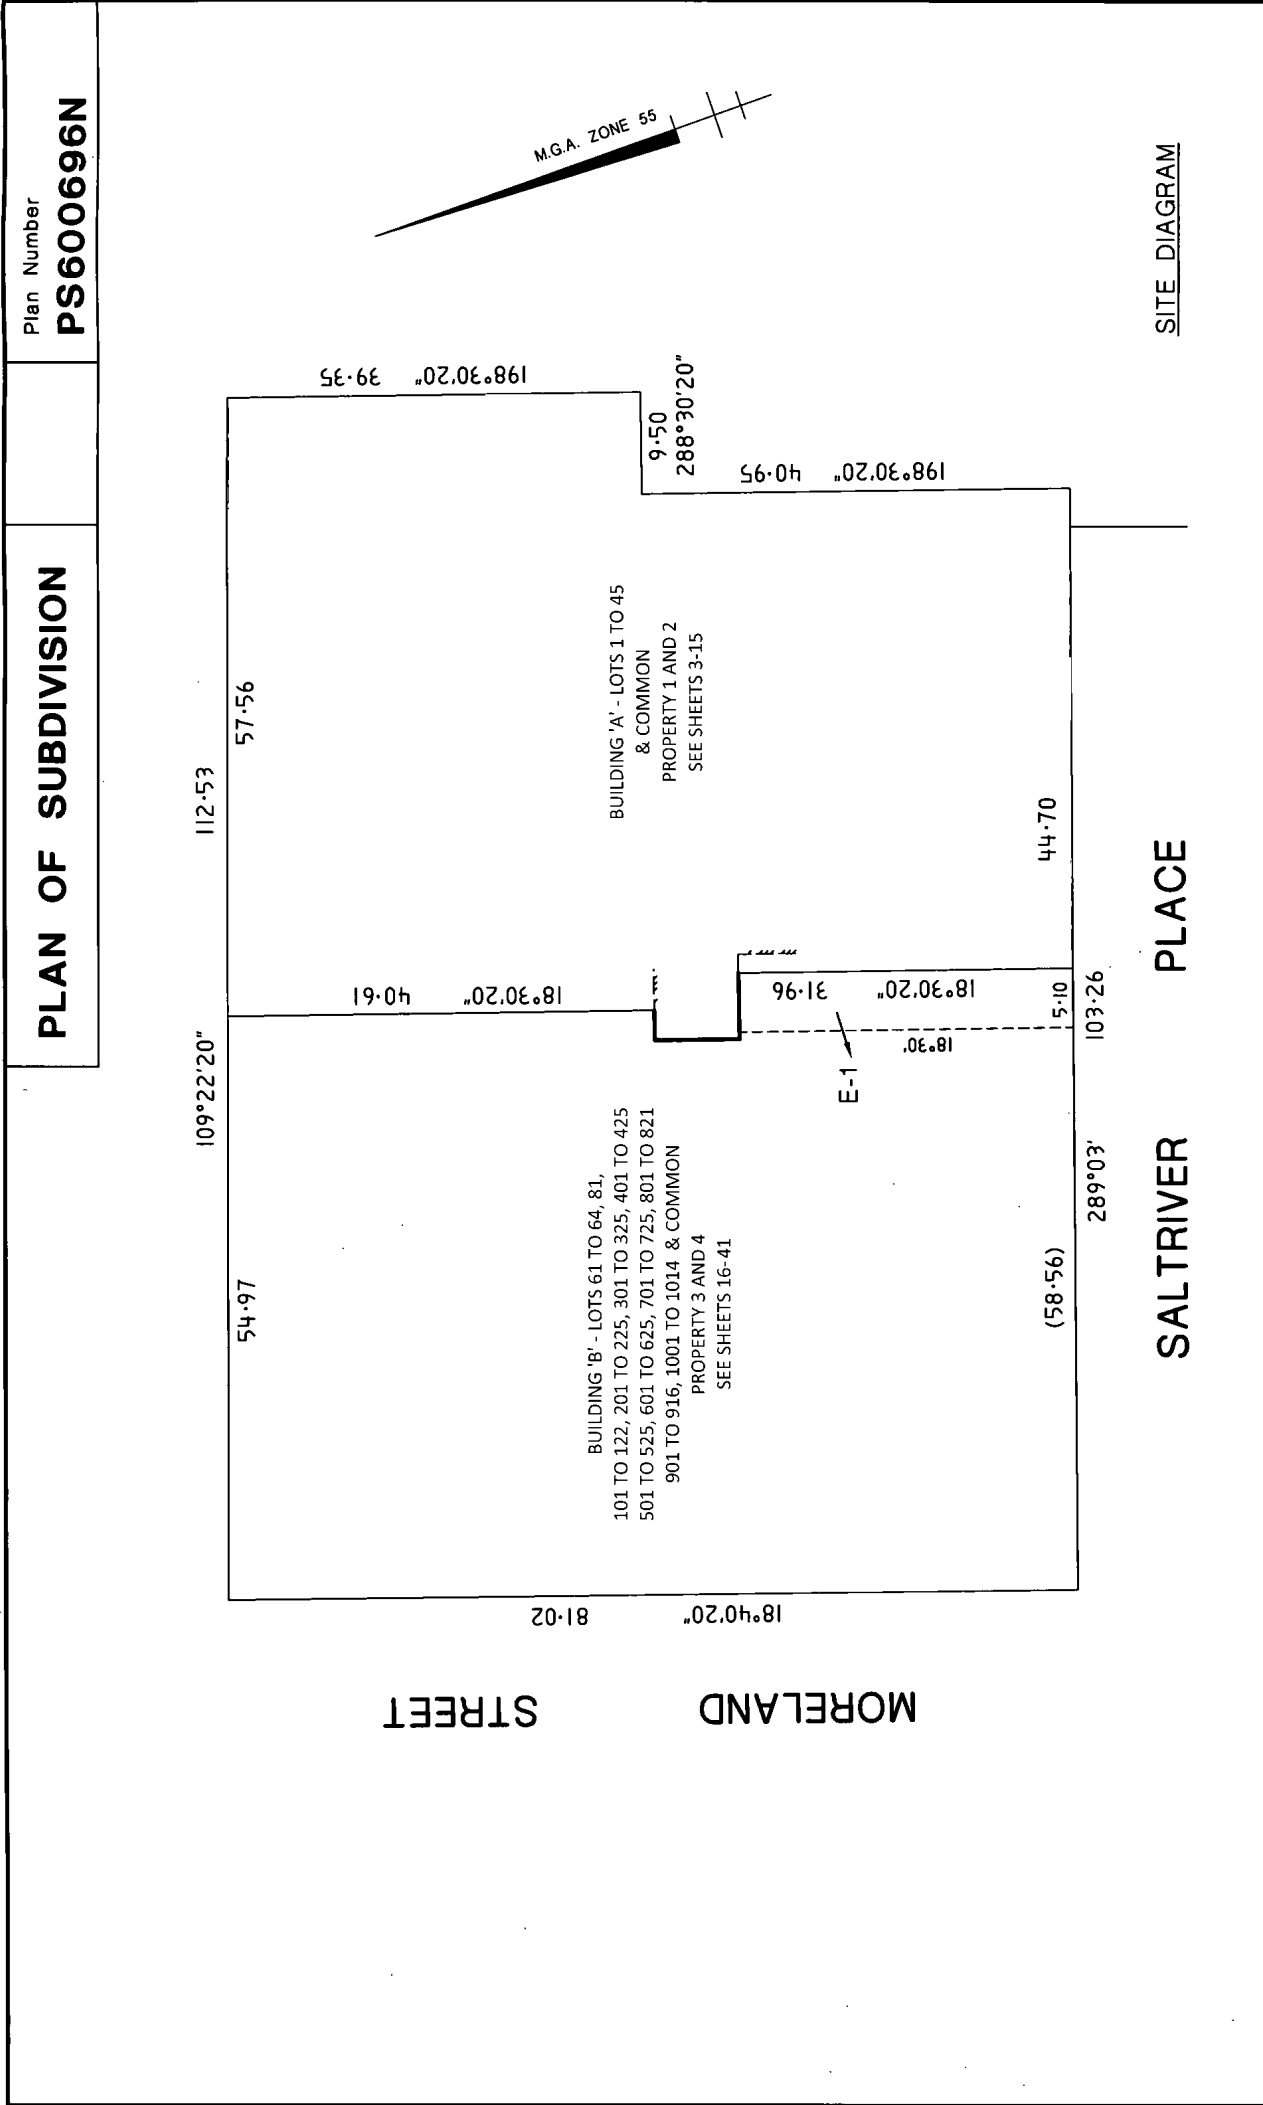 PLAN OF SUBDIVISION
Plan Number
PS600696N
M.G.A. ZONE 55
109°22'20"
112·53
54·97
57·56
18°30'20" 40·61
198°30'20" 39·35
9·50
288°30'20"
198°30'20" 40·95
BUILDING 'B' - LOTS 61 TO 64, 81,
101 TO 122, 201 TO 225, 301 TO 325, 401 TO 425
501 TO 525, 601 TO 625, 701 TO 725, 801 TO 821
901 TO 916, 1001 TO 1014 & COMMON
PROPERTY 3 AND 4
SEE SHEETS 16-41
BUILDING 'A' - LOTS 1 TO 45
& COMMON
PROPERTY 1 AND 2
SEE SHEETS 3-15
18°40'20" 81·02
MORELAND STREET
E-1
18°30'
18°30'20" 31·96
(58·56)
5·10
44·70
289°03'
103·26
SALTRIVER PLACE
SITE DIAGRAM